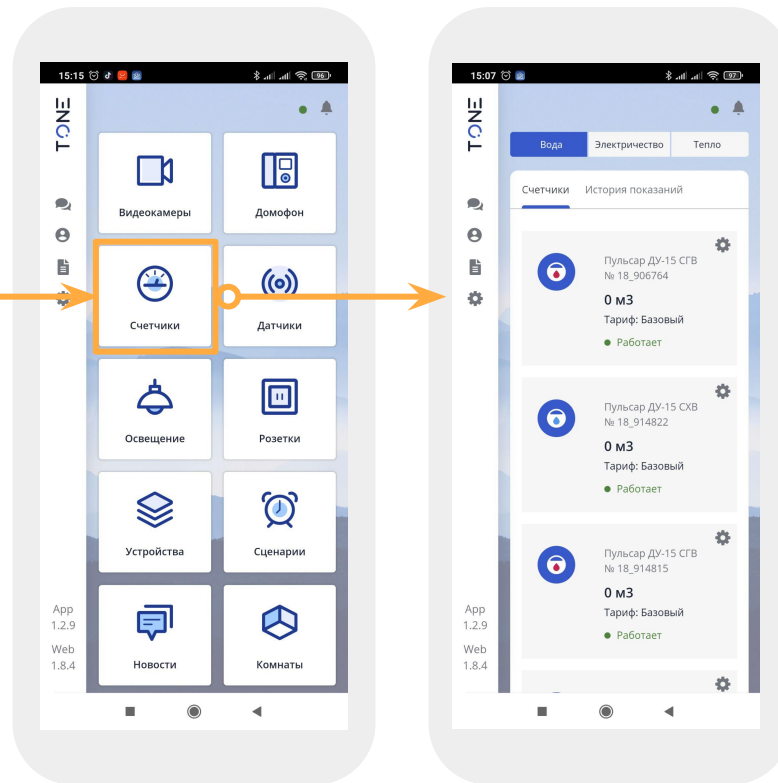 15:15
96
TONE
Видеокамеры
Домофон
Счетчики
Датчики
Освещение
Розетки
Устройства
Сценарии
App
1.2.9
Web
1.8.4
Новости
Комнаты
15:07
97
TONE
Вода
Электричество
Тепло
Счетчики
История показаний
Пульсар ДУ-15 СГВ
№ 18_906764
0 м3
Тариф: Базовый
Работает
Пульсар ДУ-15 СХВ
№ 18_914822
0 м3
Тариф: Базовый
Работает
Пульсар ДУ-15 СГВ
№ 18_914815
0 м3
Тариф: Базовый
Работает
App
1.2.9
Web
1.8.4